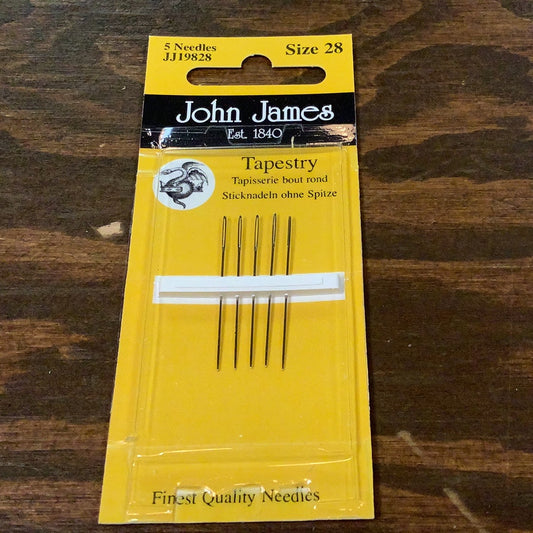 5 Needles
JJ19828
Size 28
John James
Est. 1840
Tapestry
Tapisserie bout rond
Sticknadeln ohne Spitze
Finest Quality Needles